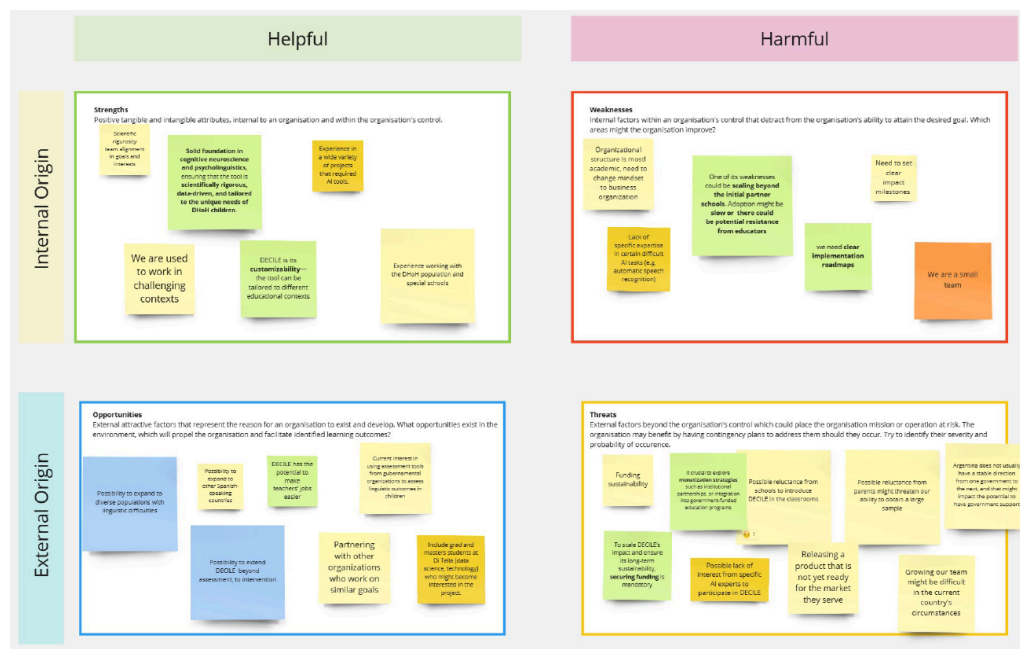 Helpful
Harmful
Internal Origin
Strengths
Positive tangible and intangible attributes, internal to an organisation and within the organisation's control.
Scientific
rigurosity
team alignment
in goals and
interests
Solid foundation in
cognitive neuroscience
and psycholinguistics,
ensuring that the tool is
scientifically rigorous,
data-driven, and tailored
to the unique needs of
DHoH children.
Experience in
a wide variety
of projects
that required
AI tools.
We are used
to work in
challenging
contexts
DECILE is its
customizability—
the tool can be
tailored to different
educational contexts
Experience working with
the DHoH population and
special schools
Weaknesses
Internal factors within an organisation's control that detract from the organisation's ability to attain the desired goal. Which
areas might the organisation improve?
Organizational
structure is mostl
academic, need to
change mindset
to business
organization
One of its weaknesses
could be scaling beyond
the initial partner
schools. Adoption might be
slow or there could
be potential resistance
from educators
Need to set
clear
impact
milestones
Lack of
specific expertise
in certain difficult
AI tasks (e.g.
automatic speech
recognition)
we need clear
implementation
roadmaps
We are a small
team
External Origin
Opportunities
External attractive factors that represent the reason for an organisation to exist and develop. What opportunities exist in the
environment, which will propel the organisation and facilitate identified learning outcomes?
Possibility to expand to
diverse populations with
linguistic difficulties
Possibility to
expand to
other Spanish-
speaking
countries
DECILE has the
potential to
make
teachers' jobs
easier
Current interest in
using assessment tools
from gubernamental
organizations to assess
linguistic outcomes in
children
Possibility to extend
DECILE beyond
assessment, to intervention
Partnering
with other
organizations
who work on
similar goals
Include grad and
masters students at
Di Tella (data
science, technology)
who might become
interested in the
project.
Threats
External factors beyond the organisation's control which could place the organisation mission or operation at risk. The
organisation may benefit by having contingency plans to address them should they occur. Try to identify their severity and
probability of occurence.
Funding
sustainability
It crucial to explore
monetization strategies
such as institutional
partnerships, or integration
into government-funded
education programs
Possible reluctance from
schools to introduce
DECILE in the classrooms
Possible reluctance from
parents might threaten our
ability to obtain a large
sample
Argentina does not usually
have a stable direction
from one government to
the next, and that might
impact the potential to
have government support
To scale DECILE's
impact and ensure
its long-term
sustainability,
securing funding is
mandatory
Possible lack of
interest from specific
AI experts to
participate in DECILE
Releasing a
product that is
not yet ready
for the market
they serve
Growing our team
might be difficult
in the current
country's
circumstances